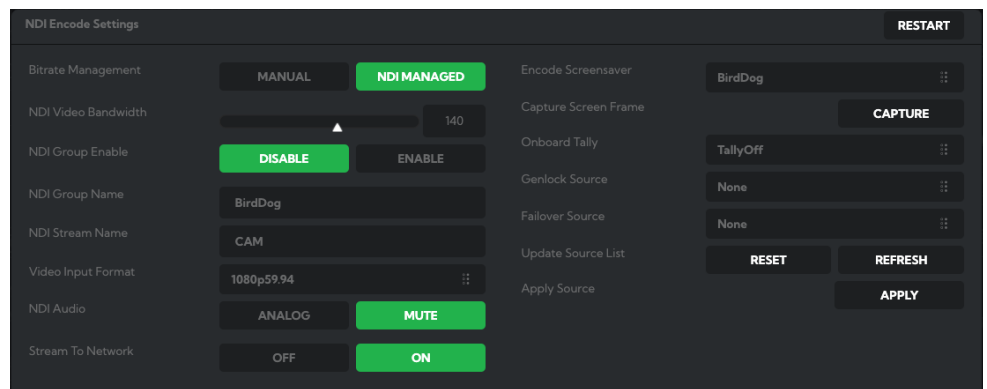 NDI Encode Settings
RESTART
Bitrate Management
MANUAL
NDI MANAGED
NDI Video Bandwidth
140
NDI Group Enable
DISABLE
ENABLE
NDI Group Name
BirdDog
NDI Stream Name
CAM
Video Input Format
1080p59.94
NDI Audio
ANALOG
MUTE
Stream To Network
OFF
ON
Encode Screensaver
BirdDog
Capture Screen Frame
CAPTURE
Onboard Tally
TallyOff
Genlock Source
None
Failover Source
None
Update Source List
RESET
REFRESH
Apply Source
APPLY